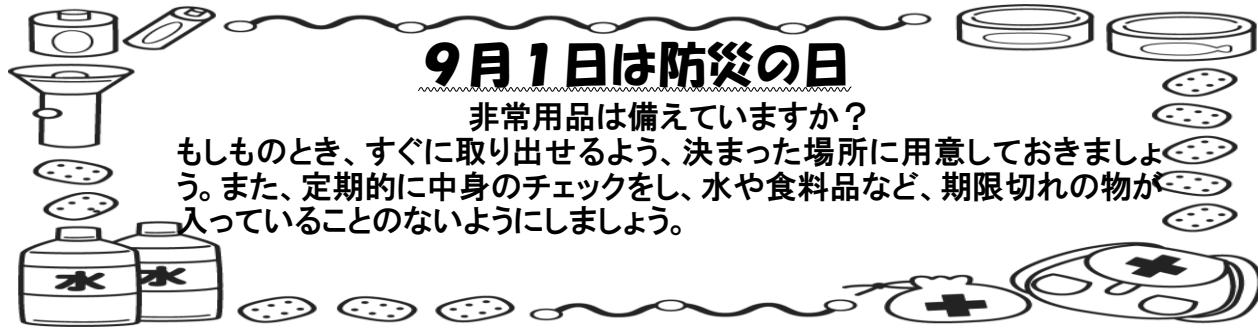 9月1日は防災の日
非常用品は備えていますか？
もしものとき、すぐに取り出せるよう、決まった場所に用意しておきましょ
う。また、定期的に中身のチェックをし、水や食料品など、期限切れの物が
入っていることのないようにしましょう。
水
水